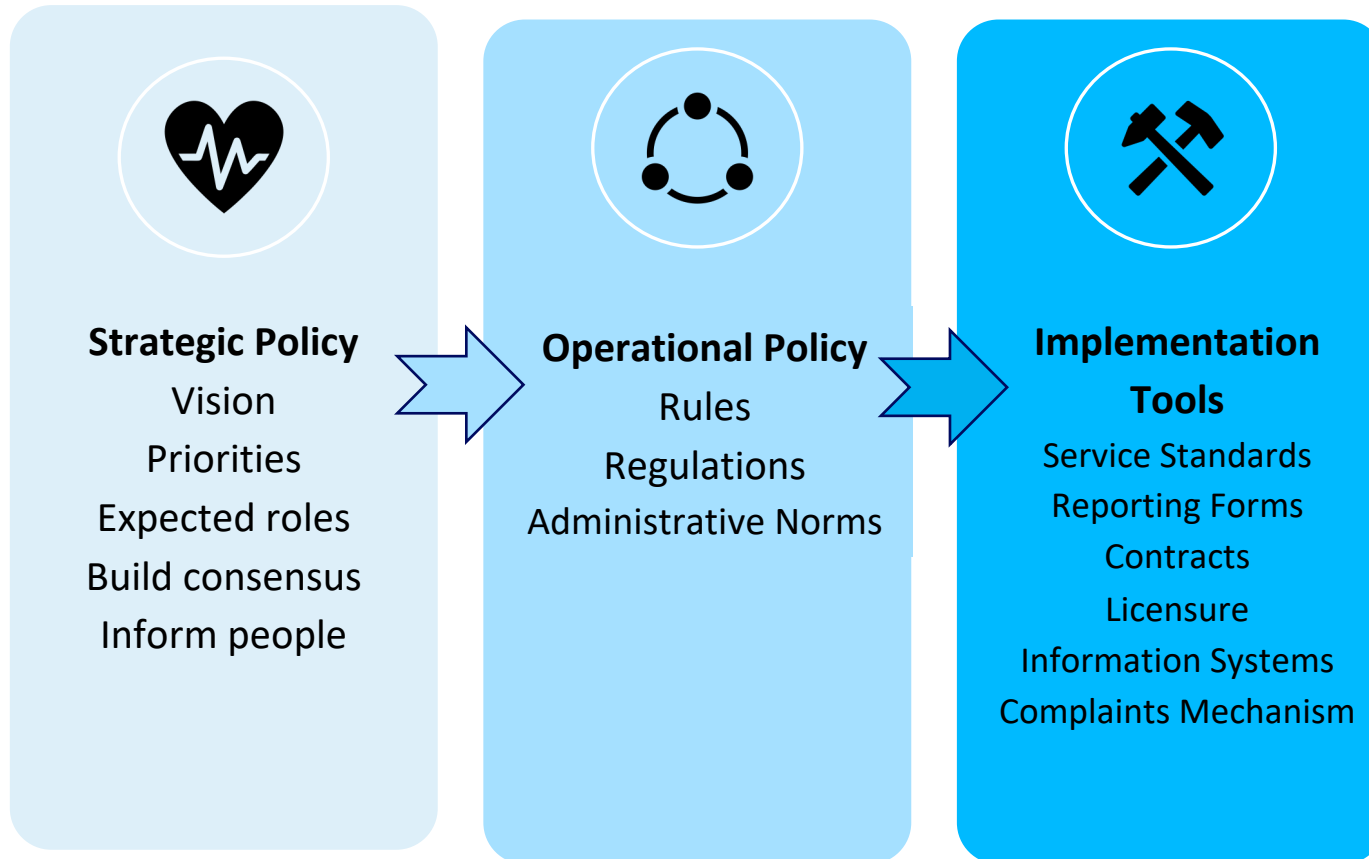 Strategic Policy
Vision
Priorities
Expected roles
Build consensus
Inform people
Operational Policy
Rules
Regulations
Administrative Norms
Implementation
Tools
Service Standards
Reporting Forms
Contracts
Licensure
Information Systems
Complaints Mechanism